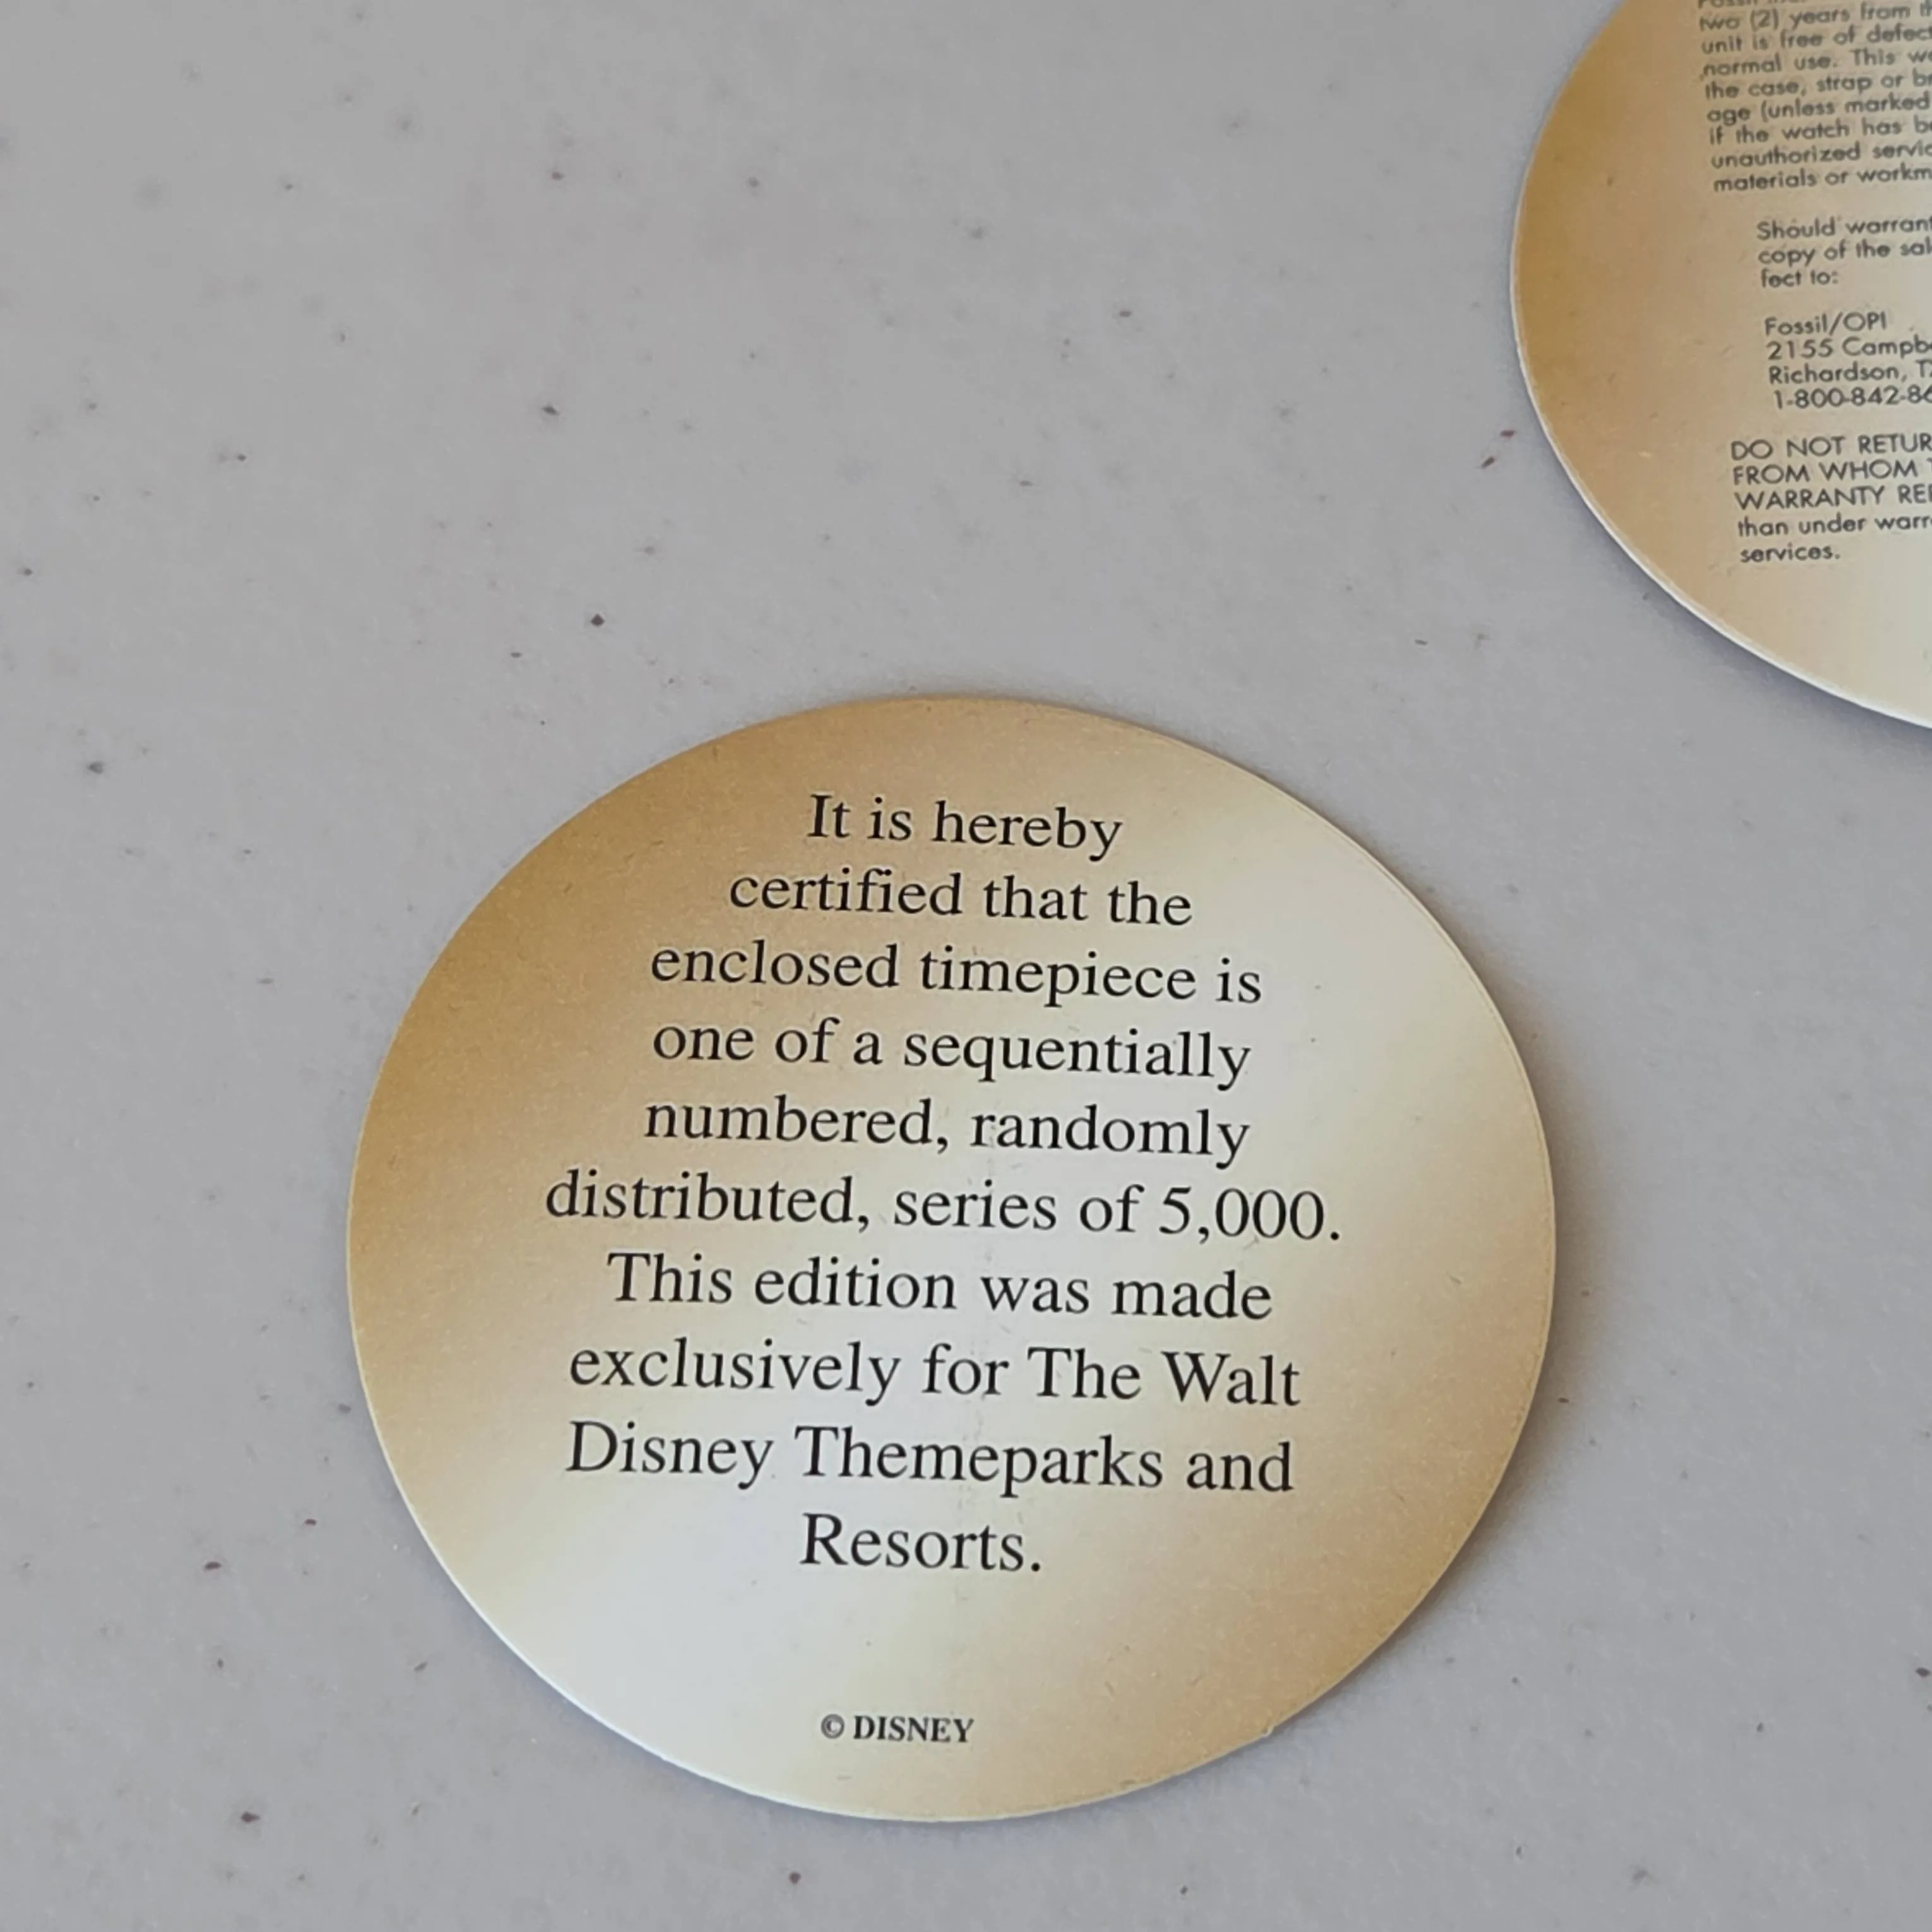 two (2) years from
unit is free of
normal use. This
the case, strap or
age (unless marked
if the watch has
unauthorized
materials or
Should
copy of the
fect to:
Fossil/OPI
2155
Richardson,
1-800-842-
DO NOT
FROM WHOM
WARRANTY
than under
services.
It is hereby
certified that the
enclosed timepiece is
one of a sequentially
numbered, randomly
distributed, series of 5,000.
This edition was made
exclusively for The Walt
Disney Themeparks and
Resorts.
© DISNEY